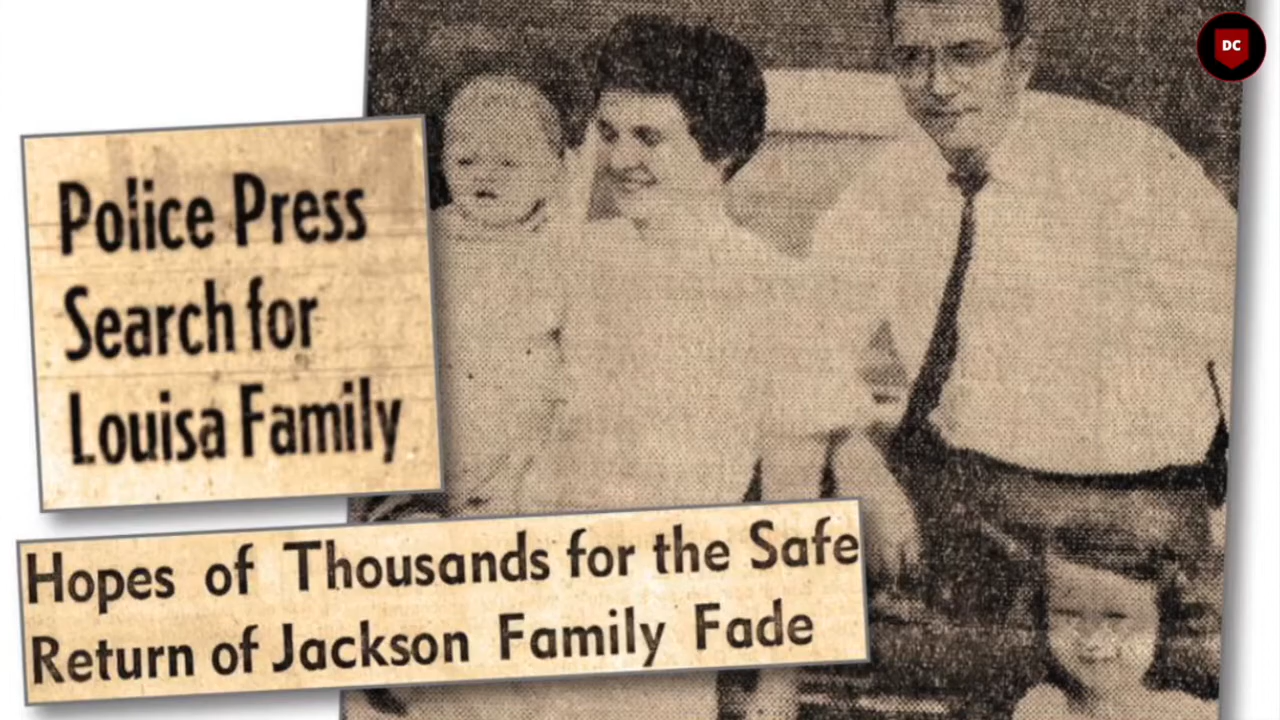 DC
Police Press
Search for
Louisa Family
Hopes of Thousands for the Safe
Return of Jackson Family Fade